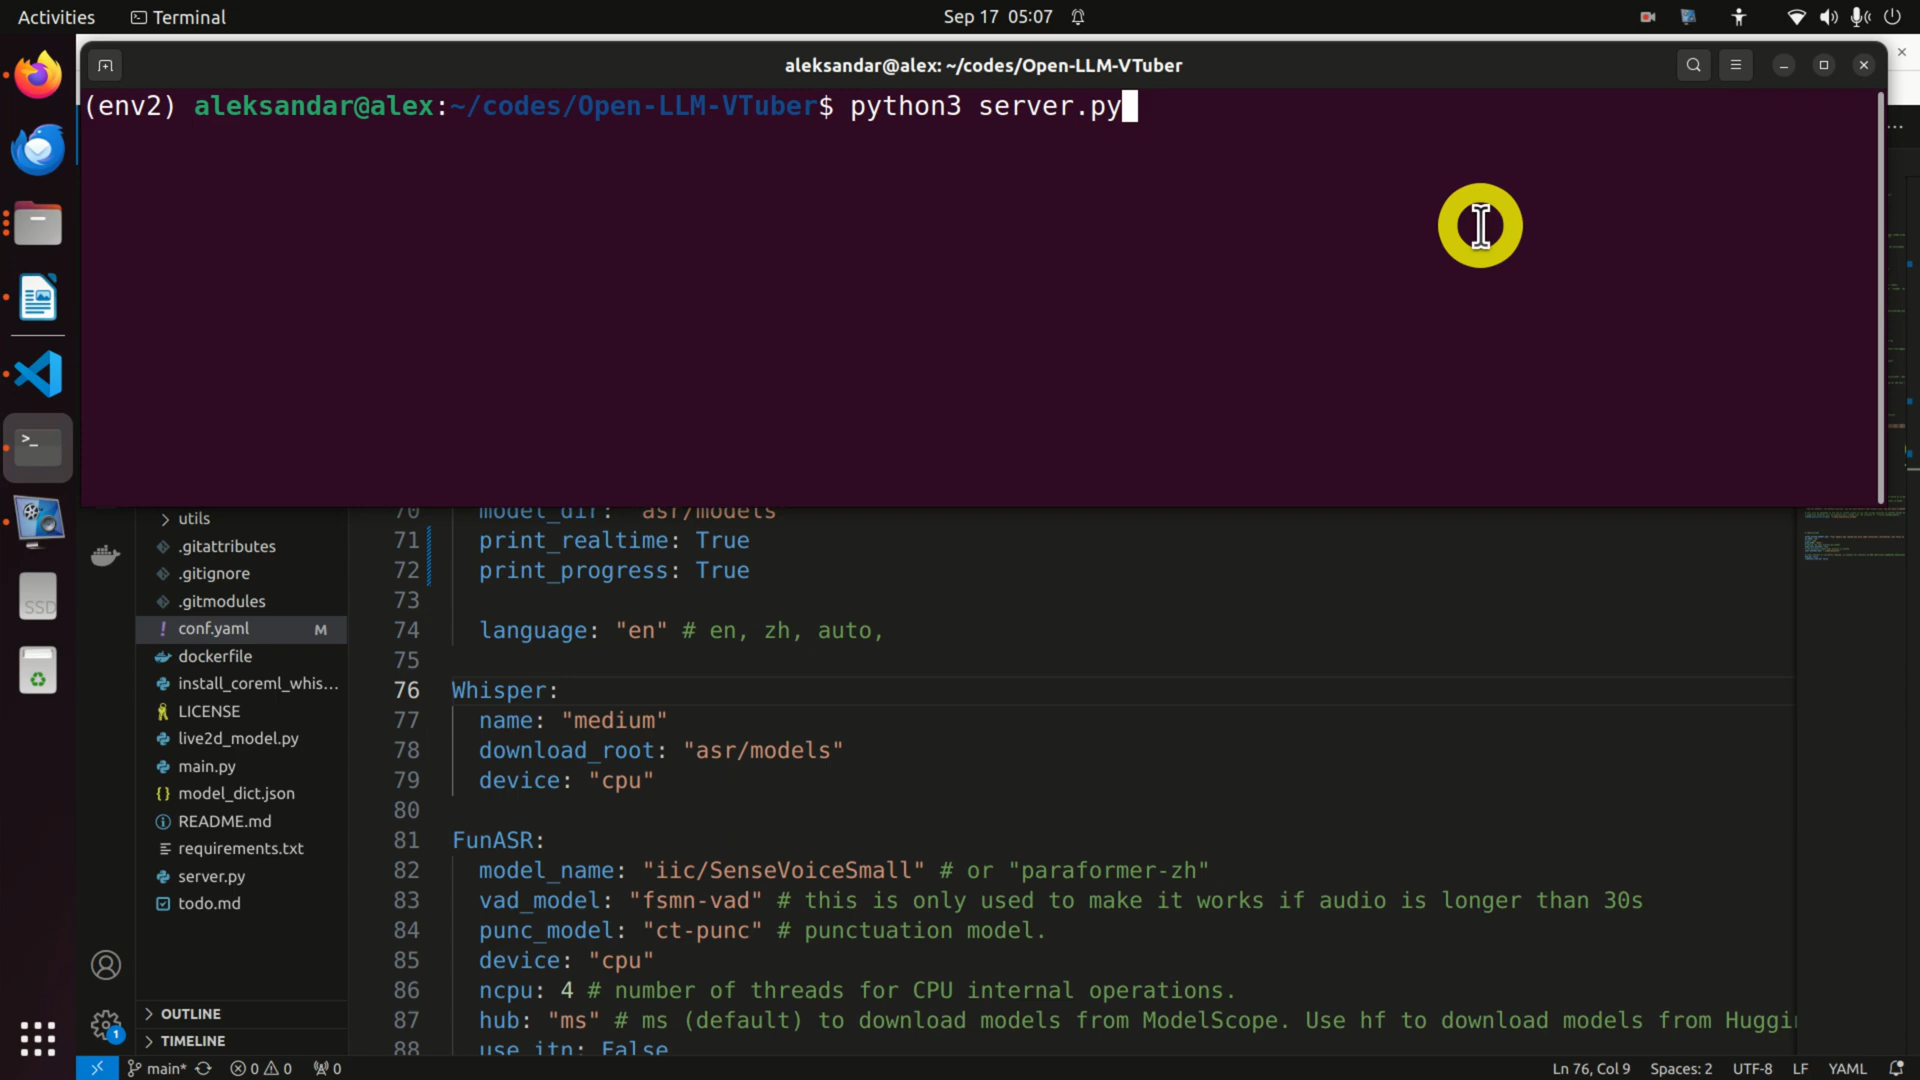 Activities
Terminal
Sep 17 05:07
aleksandar@alex: ~/codes/Open-LLM-VTuber
(env2) aleksandar@alex:~/codes/Open-LLM-VTuber$ python3 server.py
SSD
utils
.gitattributes
.gitignore
.gitmodules
! conf.yaml M
dockerfile
install_coreml_whis...
LICENSE
live2d_model.py
main.py
{} model_dict.json
README.md
requirements.txt
server.py
todo.md
OUTLINE
TIMELINE
70 model_dir: "asr/models"
71 print_realtime: True
72 print_progress: True
73
74 language: "en" # en, zh, auto,
75
76 Whisper:
77 name: "medium"
78 download_root: "asr/models"
79 device: "cpu"
80
81 FunASR:
82 model_name: "iic/SenseVoiceSmall" # or "paraformer-zh"
83 vad_model: "fsmn-vad" # this is only used to make it works if audio is longer than 30s
84 punc_model: "ct-punc" # punctuation model.
85 device: "cpu"
86 ncpu: 4 # number of threads for CPU internal operations.
87 hub: "ms" # ms (default) to download models from ModelScope. Use hf to download models from Huggi
88 use_itn: False
1
main* 0 0 0
Ln 76, Col 9 Spaces: 2 UTF-8 LF YAML